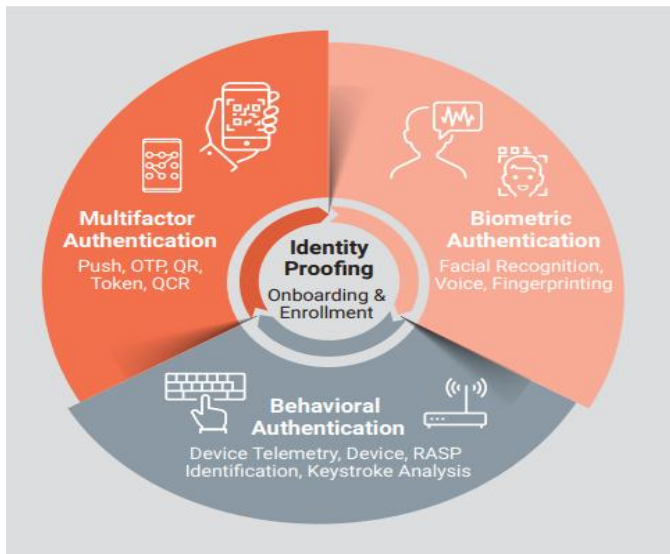 Multifactor
Authentication
Push, OTP, QR,
Token, QCR
001
Biometric
Authentication
Facial Recognition,
Voice, Fingerprinting
Identity
Proofing
Onboarding &
Enrollment
Behavioral
Authentication
Device Telemetry, Device, RASP
Identification, Keystroke Analysis